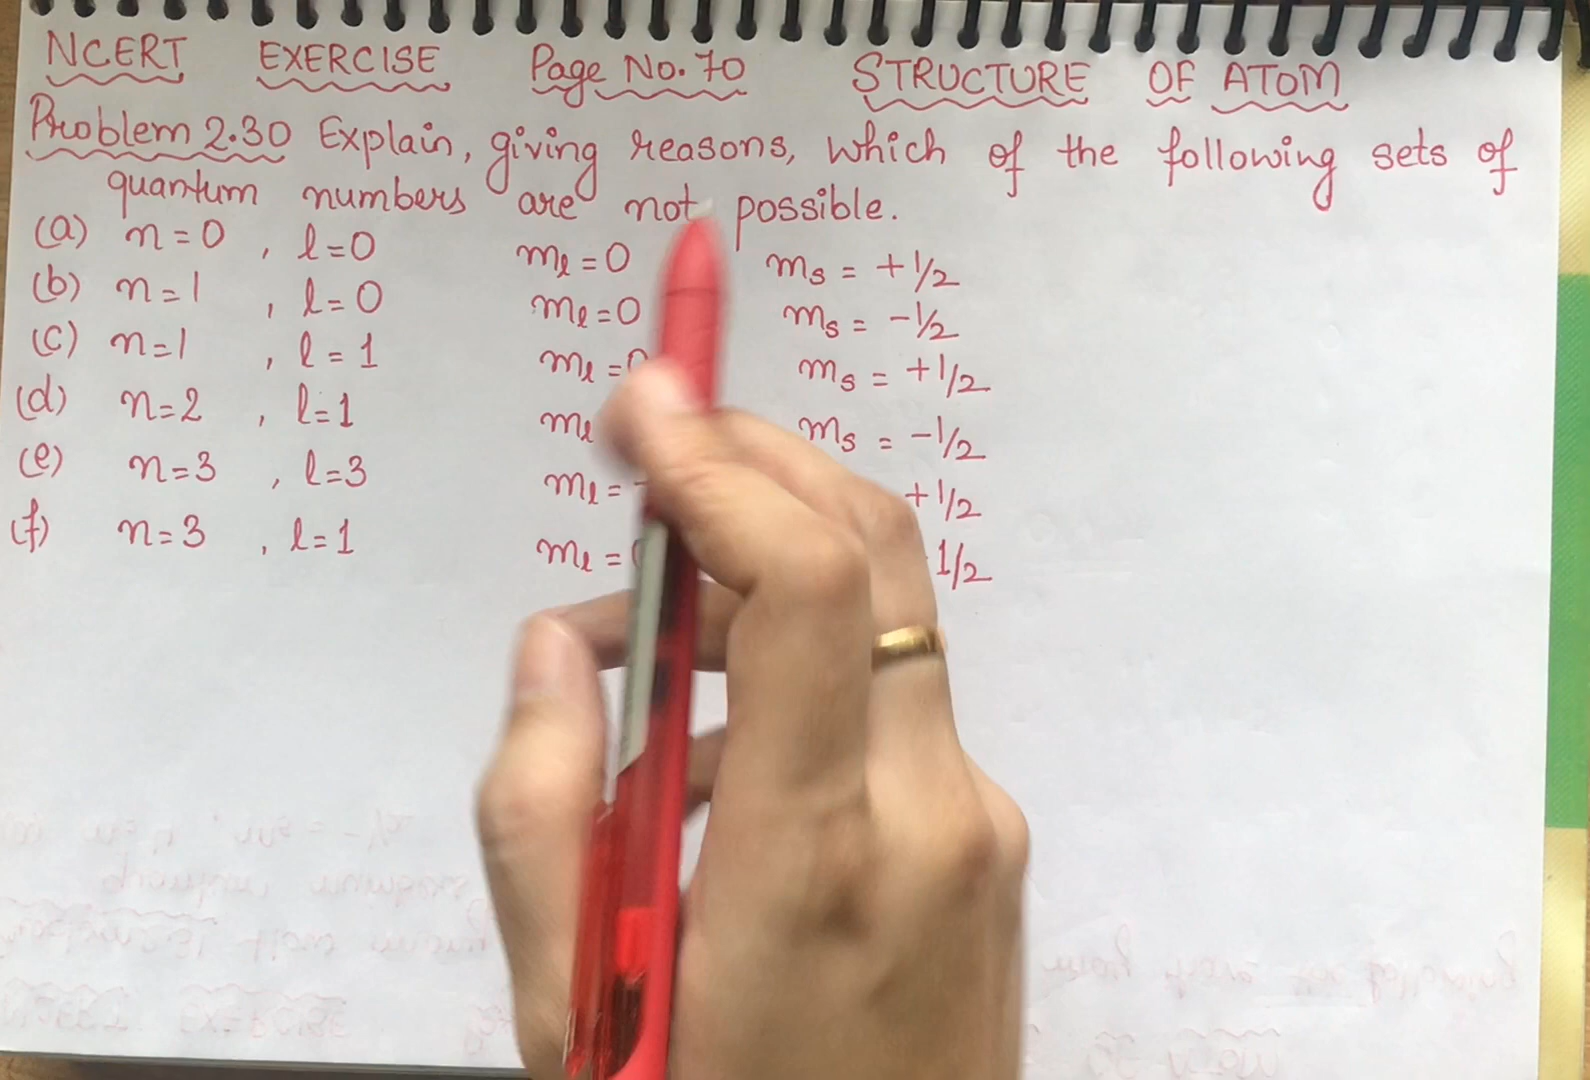 NCERT EXERCISE Page No. 70 STRUCTURE OF ATOM
Problem 2.30 Explain, giving reasons, which of the following sets of
quantum numbers are not possible.
(a) n=0 , l=0 ml=0 ms = +1/2
(b) n=1 , l=0 ml=0 ms = -1/2
(c) n=1 , l=1 ml=0 ms = +1/2
(d) n=2 , l=1 ml ms = -1/2
(e) n=3 , l=3 ml= +1/2
(f) n=3 , l=1 ml=0 1/2